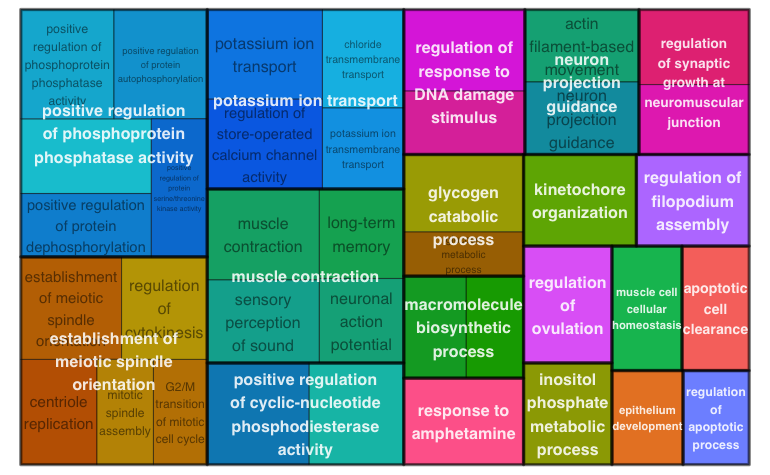 positive
regulation of
phosphoprotein
phosphatase
activity
positive regulation
of protein
autophosphorylation
positive regulation
of phosphoprotein
phosphatase activity
positive
regulation of
protein
serine/threonine
kinase activity
positive regulation
of protein
dephosphorylation
potassium ion
transport
chloride
transmembrane
transport
potassium ion transport
regulation of
store-operated
calcium channel
activity
potassium ion
transmembrane
transport
regulation of
response to
DNA damage
stimulus
actin
filament-based
movement
neuron
projection
guidance
neuron
projection
guidance
regulation
of synaptic
growth at
neuromuscular
junction
glycogen
catabolic
process
metabolic
process
kinetochore
organization
regulation of
filopodium
assembly
muscle
contraction
long-term
memory
muscle contraction
sensory
perception
of sound
neuronal
action
potential
establishment
of meiotic
spindle
orientation
regulation
of
cytokinesis
establishment of
meiotic spindle
orientation
centriole
replication
mitotic
spindle
assembly
G2/M
transition
of mitotic
cell cycle
macromolecule
biosynthetic
process
regulation
of
ovulation
muscle cell
cellular
homeostasis
apoptotic
cell
clearance
positive regulation
of cyclic-nucleotide
phosphodiesterase
activity
response to
amphetamine
inositol
phosphate
metabolic
process
epithelium
development
regulation
of
apoptotic
process